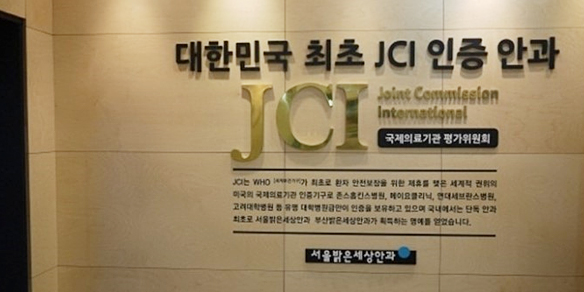 대한민국 최초 JCI 인증 안과
JCI
Joint Commission
International
국제의료기관 평가위원회
JCI는 WHO 가 최초로 환자 안전보장을 위한 제휴를 맺은 세계적 권위의
미국의 국제의료기관 인증기구로 존스홉킨스병원, 메이요클리닉, 연대세브란스병원,
고려대학병원 등 유명 대학병원급만이 인증을 보유하고 있으며 국내에서는 단독 안과
최초로 서울밝은세상안과 부산밝은세상안과가 획득하는 영예를 얻었습니다.
서울밝은세상안과